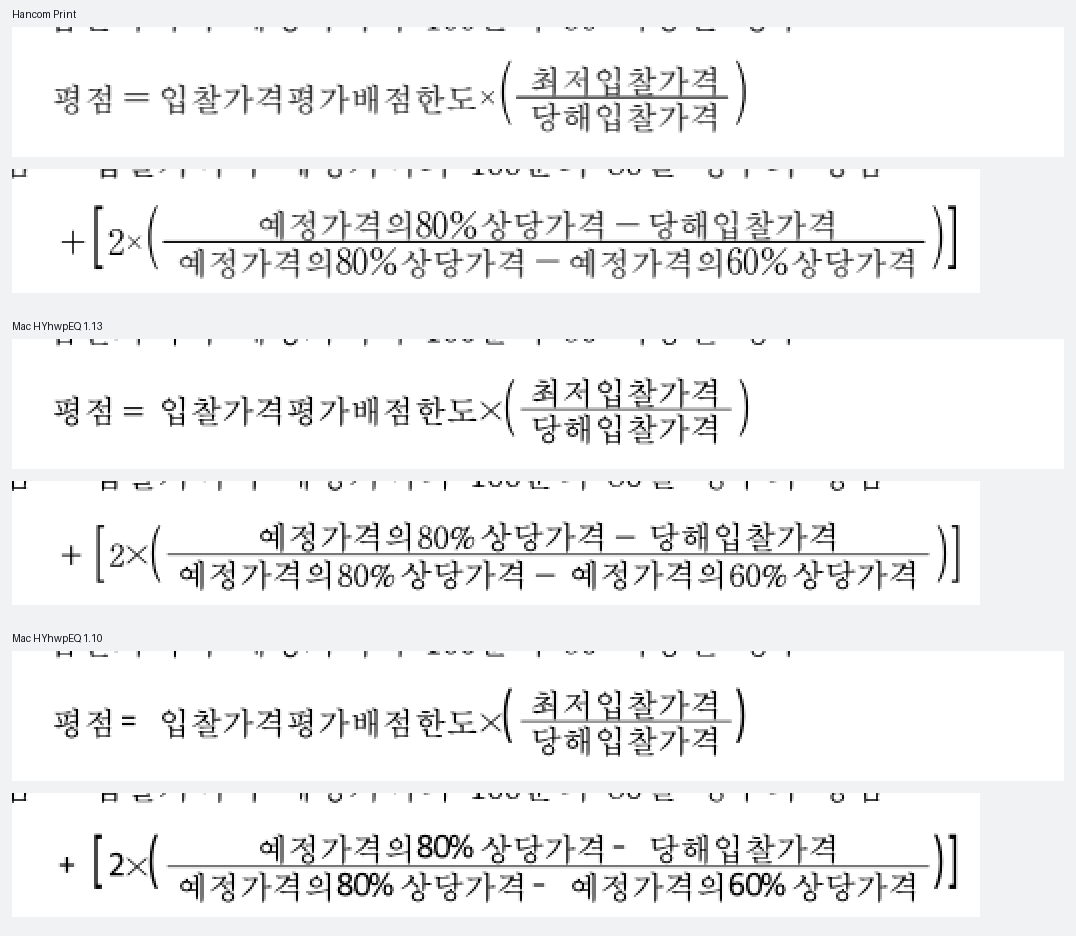 Hancom Print
평점 = 입찰가격평가배점한도×(최저입찰가격
당해입찰가격)
+[2×(예정가격의80%상당가격 − 당해입찰가격
예정가격의80%상당가격 − 예정가격의60%상당가격)]
Mac HYhwpEQ 1.13
평점 = 입찰가격평가배점한도×(최저입찰가격
당해입찰가격)
+ [2×(예정가격의80% 상당가격 − 당해입찰가격
예정가격의80% 상당가격 − 예정가격의60% 상당가격)]
Mac HYhwpEQ 1.10
평점 = 입찰가격평가배점한도×(최저입찰가격
당해입찰가격)
+ [2×(예정가격의80% 상당가격 - 당해입찰가격
예정가격의80% 상당가격 - 예정가격의60% 상당가격)]